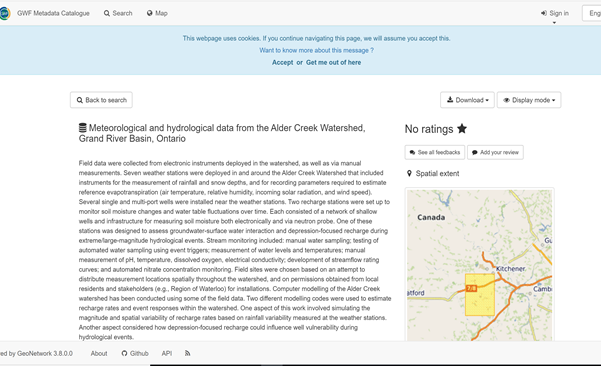 GWF Metadata Catalogue Search Map Sign in Eng
This webpage uses cookies. If you continue navigating this page, we will assume you accept this.
Want to know more about this message ?
Accept or Get me out of here
Back to search Download Display mode
Meteorological and hydrological data from the Alder Creek Watershed,
Grand River Basin, Ontario
Field data were collected from electronic instruments deployed in the watershed, as well as via manual
measurements. Seven weather stations were deployed in and around the Alder Creek Watershed that included
instruments for the measurement of rainfall and snow depths, and for recording parameters required to estimate
reference evapotranspiration (air temperature, relative humidity, incoming solar radiation, and wind speed).
Several single and multi-port wells were installed near the weather stations. Two recharge stations were set up to
monitor soil moisture changes and water table fluctuations over time. Each consisted of a network of shallow
wells and infrastructure for measuring soil moisture both electronically and via neutron probe. One of these
stations was designed to assess groundwater-surface water interaction and depression-focused recharge during
extreme/large-magnitude hydrological events. Stream monitoring included: manual water sampling; testing of
automated water sampling using event triggers; measurement of water levels and temperatures; manual
measurement of pH, temperature, dissolved oxygen, electrical conductivity; development of streamflow rating
curves; and automated nitrate concentration monitoring. Field sites were chosen based on an attempt to
distribute measurement locations spatially throughout the watershed, and on permissions obtained from local
residents and stakeholders (e.g., Region of Waterloo) for installations. Computer modelling of the Alder Creek
watershed has been conducted using some of the field data. Two different modelling codes were used to estimate
recharge rates and event responses within the watershed. One aspect of this work involved simulating the
magnitude and spatial variability of recharge rates based on rainfall variability measured at the weather stations.
Another aspect considered how depression-focused recharge could influence well vulnerability during
hydrological events.
No ratings
See all feedbacks Add your review
Spatial extent
Canada
Kitchener
7;8
atford
Camb
ed by GeoNetwork 3.8.0.0 About Github API